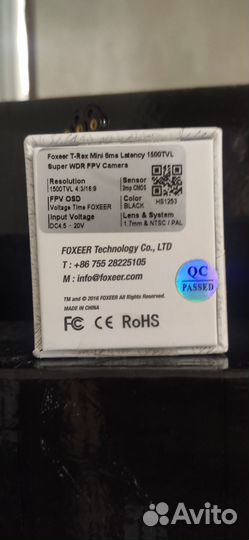 Foxeer T-Rex Mini 6ms Latency 1500TVL
Super WDR FPV Camera
Resolution
1500TVL 4:3/16:9
Sensor
2mp CMOS
FPV OSD
Voltage Time FOXEER
Color
BLACK
HS1253
Input Voltage
DC4.5 - 20V
Lens & System
1.7mm & NTSC / PAL
FOXEER Technology Co., LTD
T : +86 755 28225105
M : info@foxeer.com
TM and © 2016 FOXEER All Rights Reserved.
MADE IN CHINA
FC CE RoHS
QC
PASSED
Avito